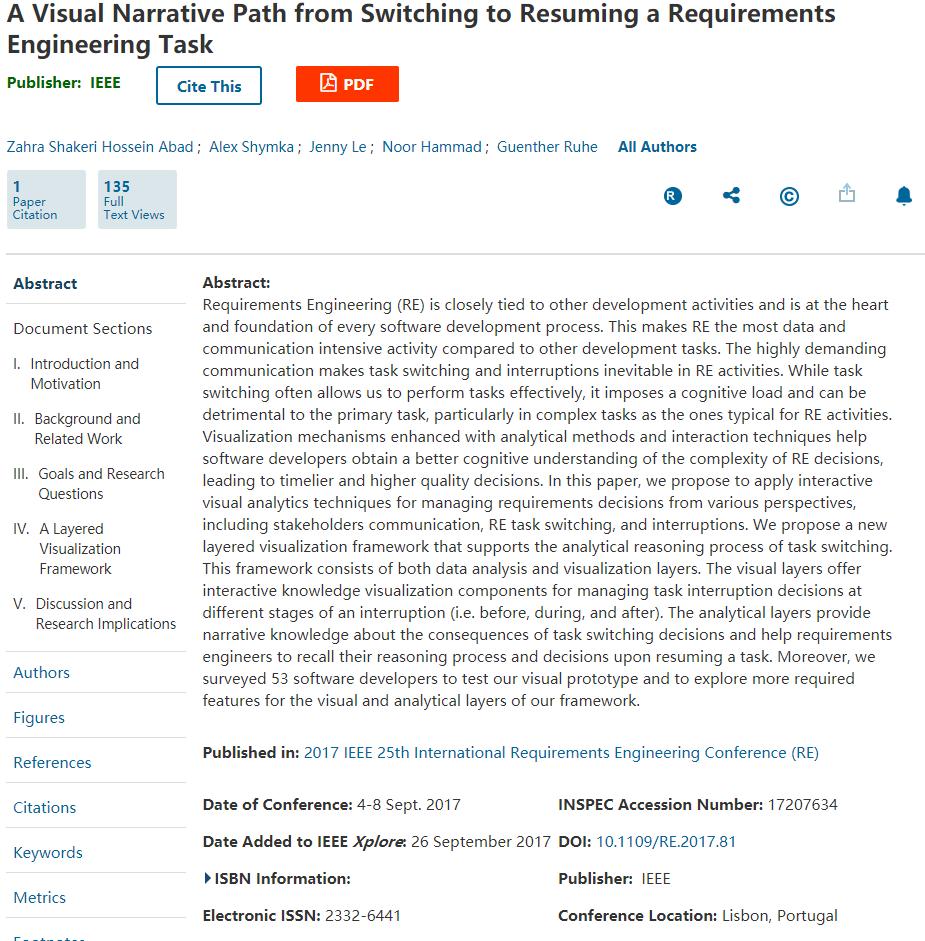 A Visual Narrative Path from Switching to Resuming a Requirements
Engineering Task
Publisher: IEEE
Cite This
PDF
Zahra Shakeri Hossein Abad ; Alex Shymka ; Jenny Le ; Noor Hammad ; Guenther Ruhe All Authors
1
Paper
Citation
135
Full
Text Views
R
©
Abstract
Document Sections
I. Introduction and
Motivation
II. Background and
Related Work
III. Goals and Research
Questions
IV. A Layered
Visualization
Framework
V. Discussion and
Research Implications
Authors
Figures
References
Citations
Keywords
Metrics
Footnotes
Abstract:
Requirements Engineering (RE) is closely tied to other development activities and is at the heart
and foundation of every software development process. This makes RE the most data and
communication intensive activity compared to other development tasks. The highly demanding
communication makes task switching and interruptions inevitable in RE activities. While task
switching often allows us to perform tasks effectively, it imposes a cognitive load and can be
detrimental to the primary task, particularly in complex tasks as the ones typical for RE activities.
Visualization mechanisms enhanced with analytical methods and interaction techniques help
software developers obtain a better cognitive understanding of the complexity of RE decisions,
leading to timelier and higher quality decisions. In this paper, we propose to apply interactive
visual analytics techniques for managing requirements decisions from various perspectives,
including stakeholders communication, RE task switching, and interruptions. We propose a new
layered visualization framework that supports the analytical reasoning process of task switching.
This framework consists of both data analysis and visualization layers. The visual layers offer
interactive knowledge visualization components for managing task interruption decisions at
different stages of an interruption (i.e. before, during, and after). The analytical layers provide
narrative knowledge about the consequences of task switching decisions and help requirements
engineers to recall their reasoning process and decisions upon resuming a task. Moreover, we
surveyed 53 software developers to test our visual prototype and to explore more required
features for the visual and analytical layers of our framework.
Published in: 2017 IEEE 25th International Requirements Engineering Conference (RE)
Date of Conference: 4-8 Sept. 2017
INSPEC Accession Number: 17207634
Date Added to IEEE Xplore: 26 September 2017
DOI: 10.1109/RE.2017.81
ISBN Information:
Publisher: IEEE
Electronic ISSN: 2332-6441
Conference Location: Lisbon, Portugal